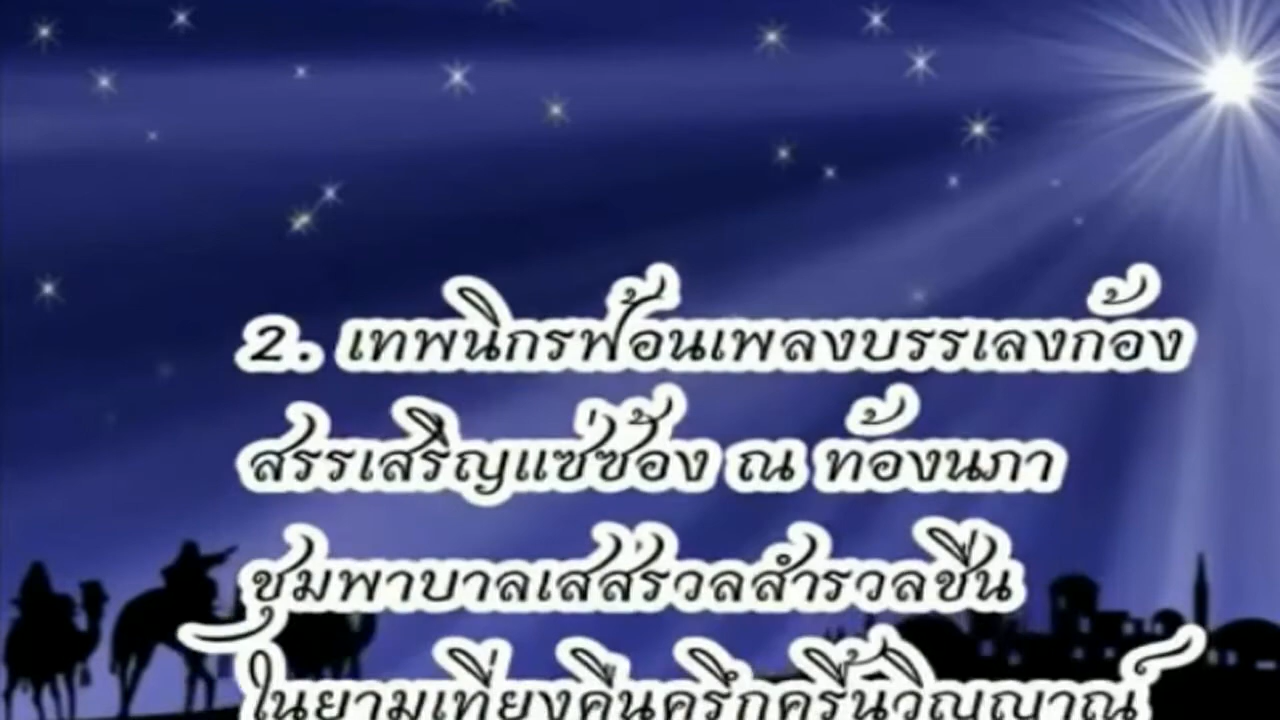 2. เทพนิกรฟ้อนเพลงบรรเลงก้อง
สรรเสริญแซ่ซ้อง ณ ท้องนภา
ชุมพาบาลเสสรวลสำรวลชื่น
ในยามเที่ยงคืนครึกครื้นวิญญาณ์